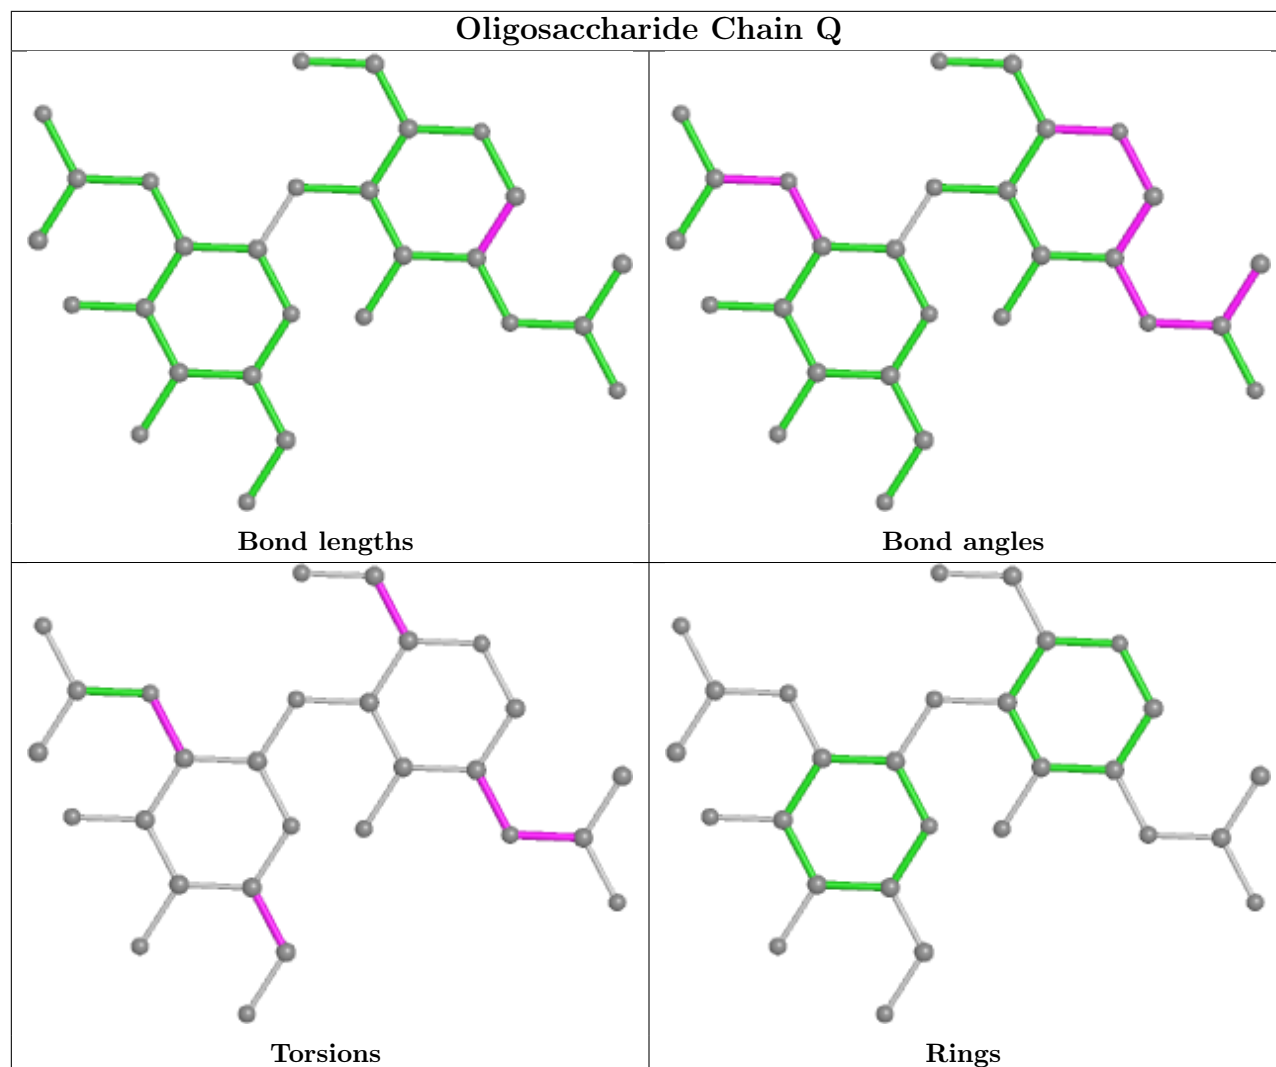 Oligosaccharide Chain Q
Bond lengths
Bond angles
Torsions
Rings